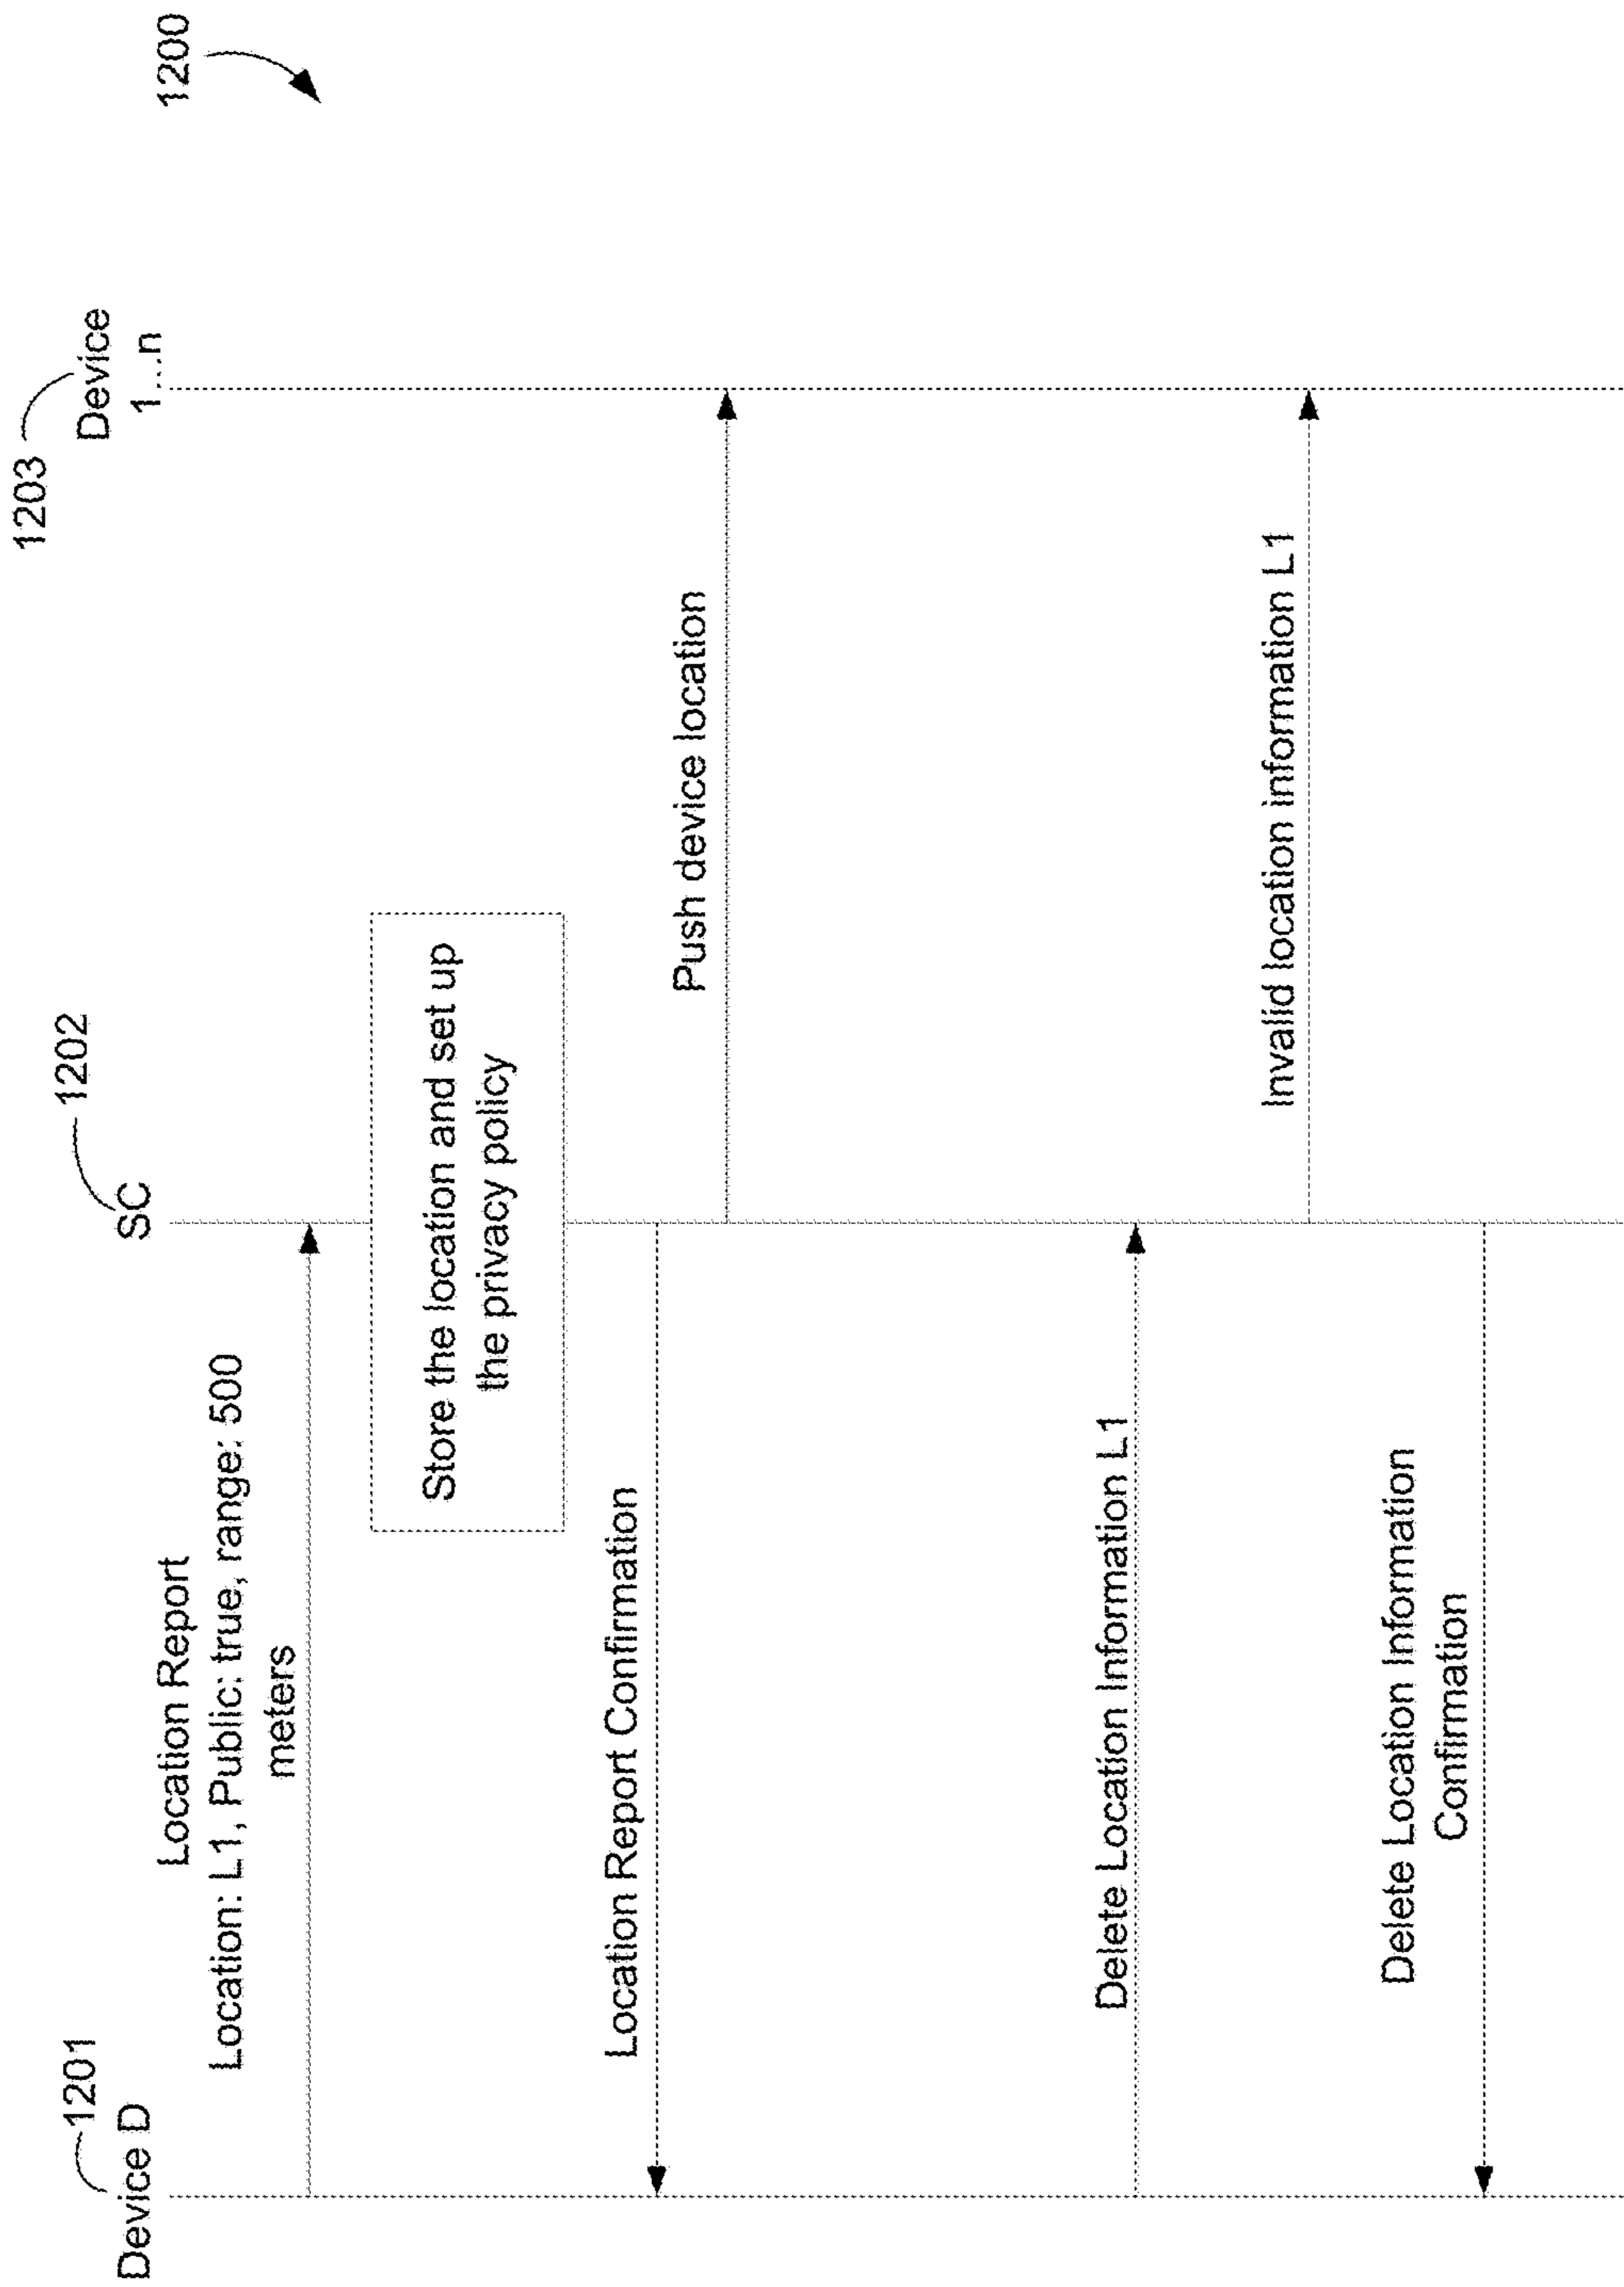 1200
1201
Device D
1202
SC
1203
Device
1...n
Location Report
Location: L1, Public: true, range: 500
meters
Store the location and set up
the privacy policy
Location Report Confirmation
Push device location
Delete Location Information L1
Invalid location information L1
Delete Location Information
Confirmation